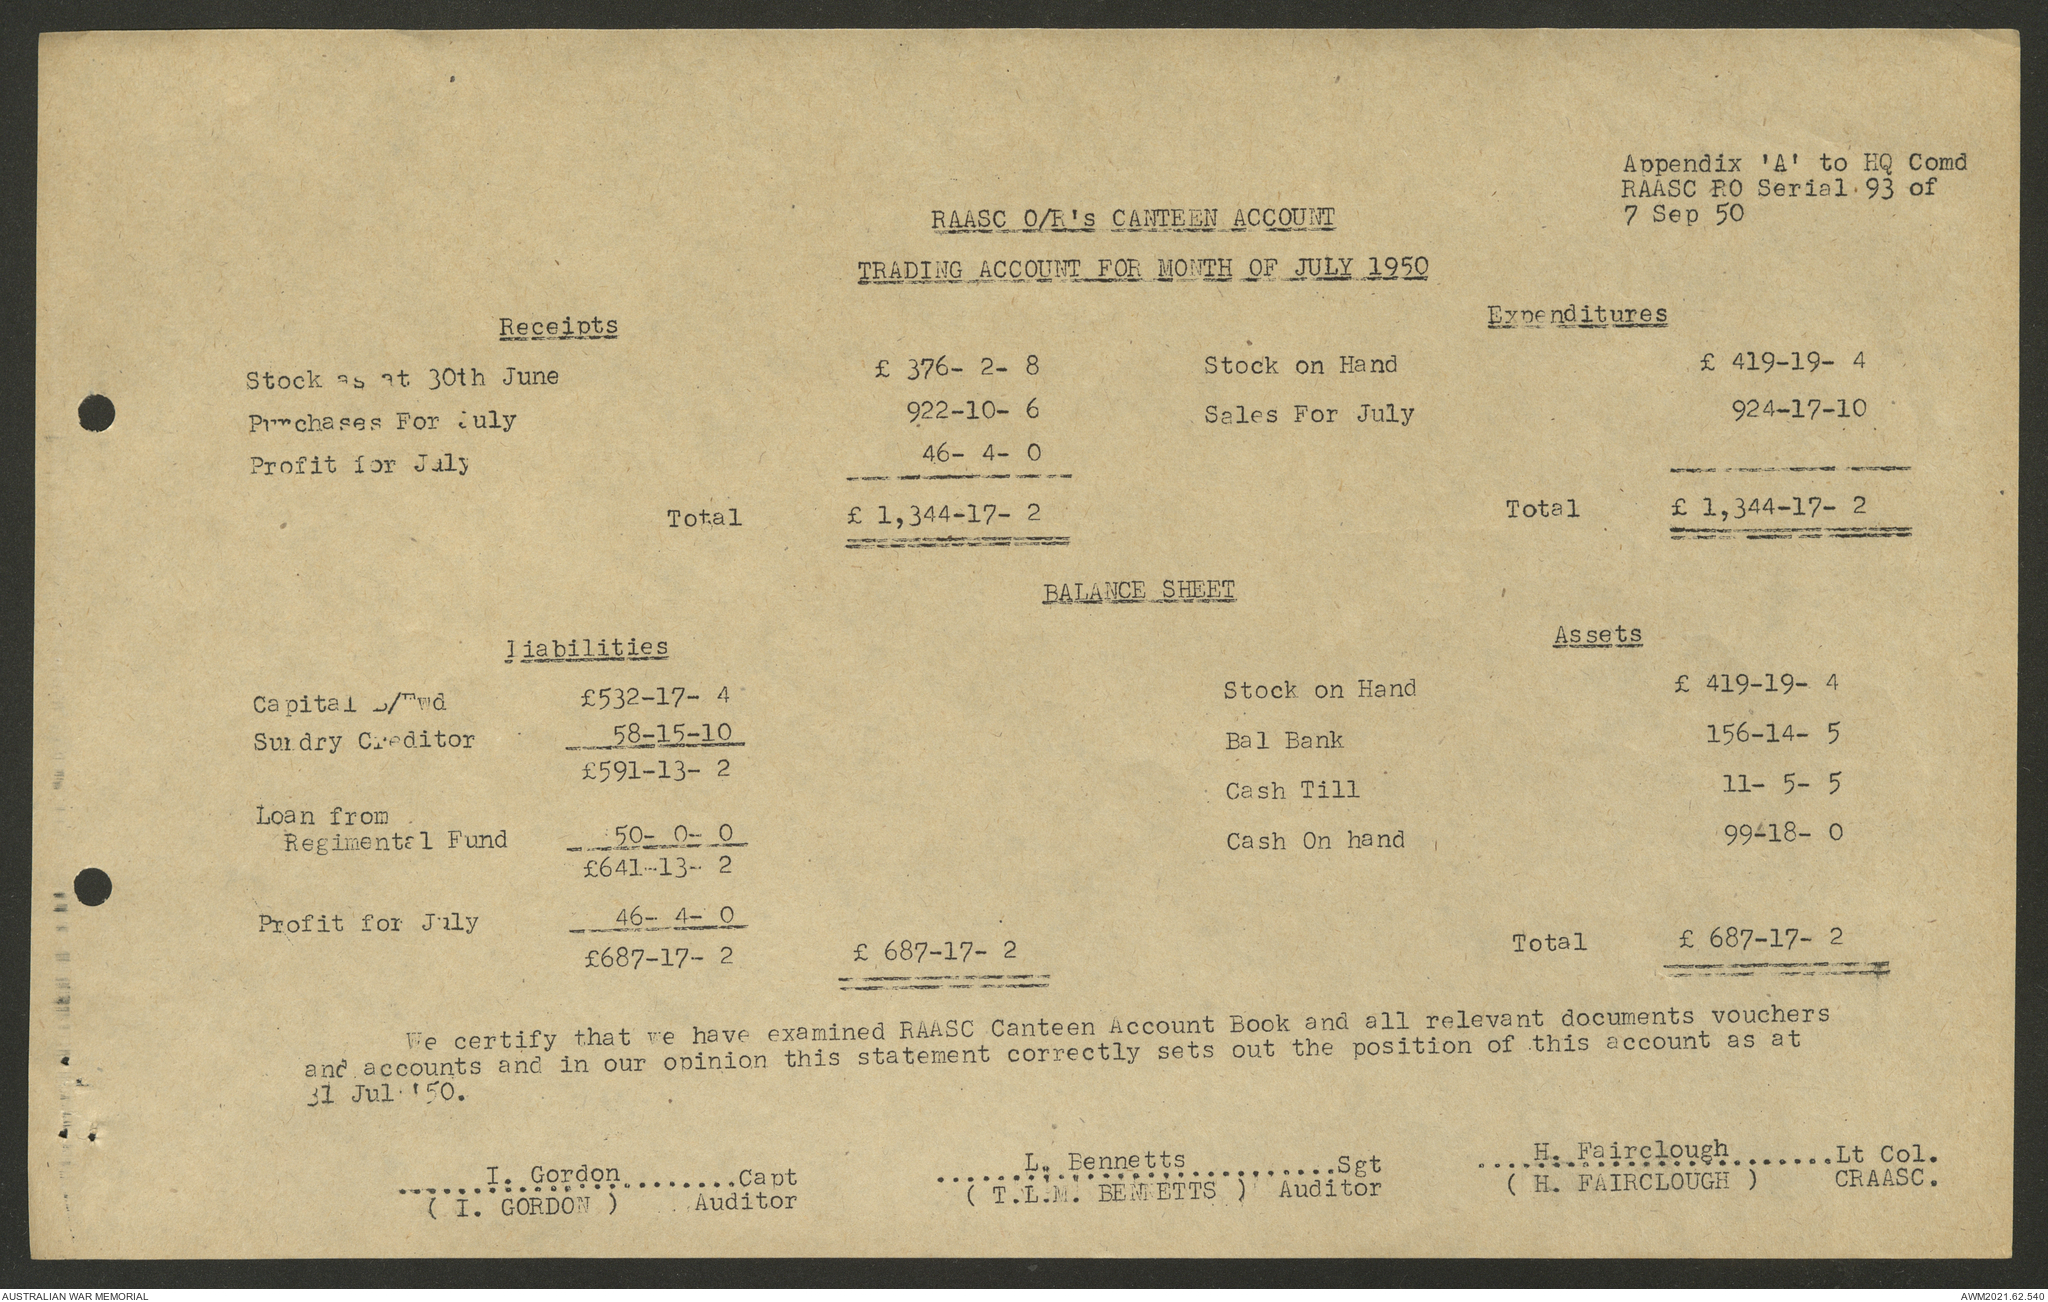 Appendix 'A' to HQ Comd
RAASC RO Serial 93 of
7 Sep 50
RAASC O/R's CANTEEN ACCOUNT
TRADING ACCOUNT FOR MONTH OF JULY 1950
Receipts
Stock as at 30th June £ 376- 2- 8
Purchases For July 922-10- 6
Profit for July 46- 4- 0
Total £ 1,344-17- 2
Expenditures
Stock on Hand £ 419-19- 4
Sales For July 924-17-10
Total £ 1,344-17- 2
BALANCE SHEET
Liabilities
Capital B/Fwd £532-17- 4
Sundry Creditor 58-15-10
£591-13- 2
Loan from
Regimental Fund 50- 0- 0
£641-13- 2
Profit for July 46- 4- 0
£687-17- 2 £ 687-17- 2
Assets
Stock on Hand £ 419-19- 4
Bal Bank 156-14- 5
Cash Till 11- 5- 5
Cash On hand 99-18- 0
Total £ 687-17- 2
We certify that we have examined RAASC Canteen Account Book and all relevant documents vouchers
and accounts and in our opinion this statement correctly sets out the position of this account as at
31 Jul '50.
I. Gordon Capt
( I. GORDON ) Auditor
L. Bennetts Sgt
( T.L.M. BENNETTS ) Auditor
H. Fairclough Lt Col.
( H. FAIRCLOUGH ) CRAASC.
AUSTRALIAN WAR MEMORIAL
AWM2021.62.540